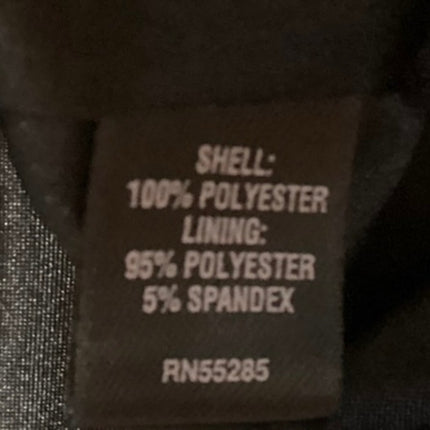 SHELL:
100% POLYESTER
LINING:
95% POLYESTER
5% SPANDEX
RN55285